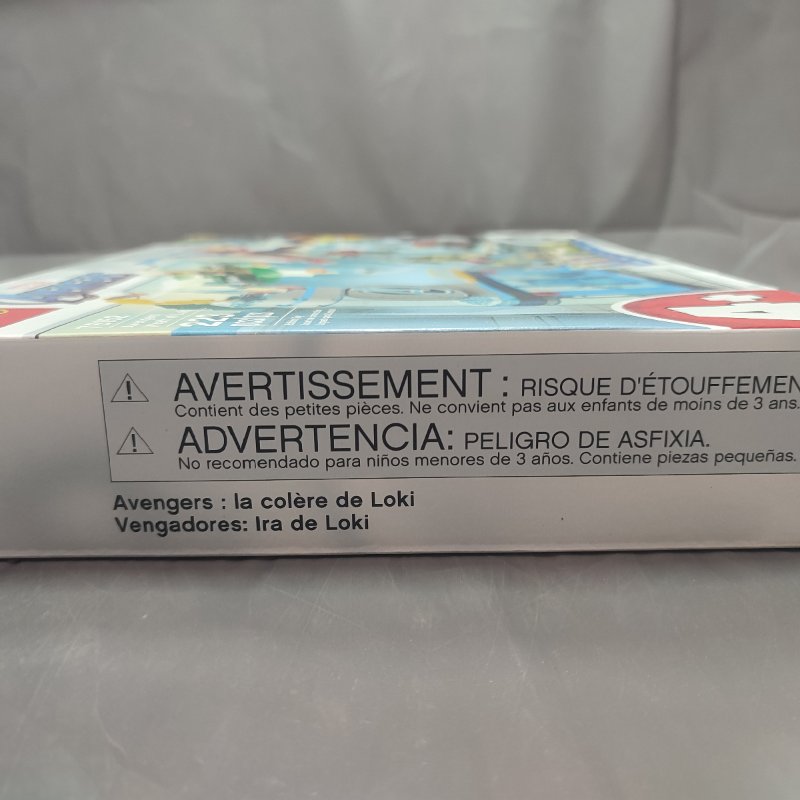 AVERTISSEMENT : RISQUE D'ÉTOUFFEMEN
Contient des petites pièces. Ne convient pas aux enfants de moins de 3 ans.
ADVERTENCIA: PELIGRO DE ASFIXIA.
No recomendado para niños menores de 3 años. Contiene piezas pequeñas.
Avengers : la colère de Loki
Vengadores: Ira de Loki